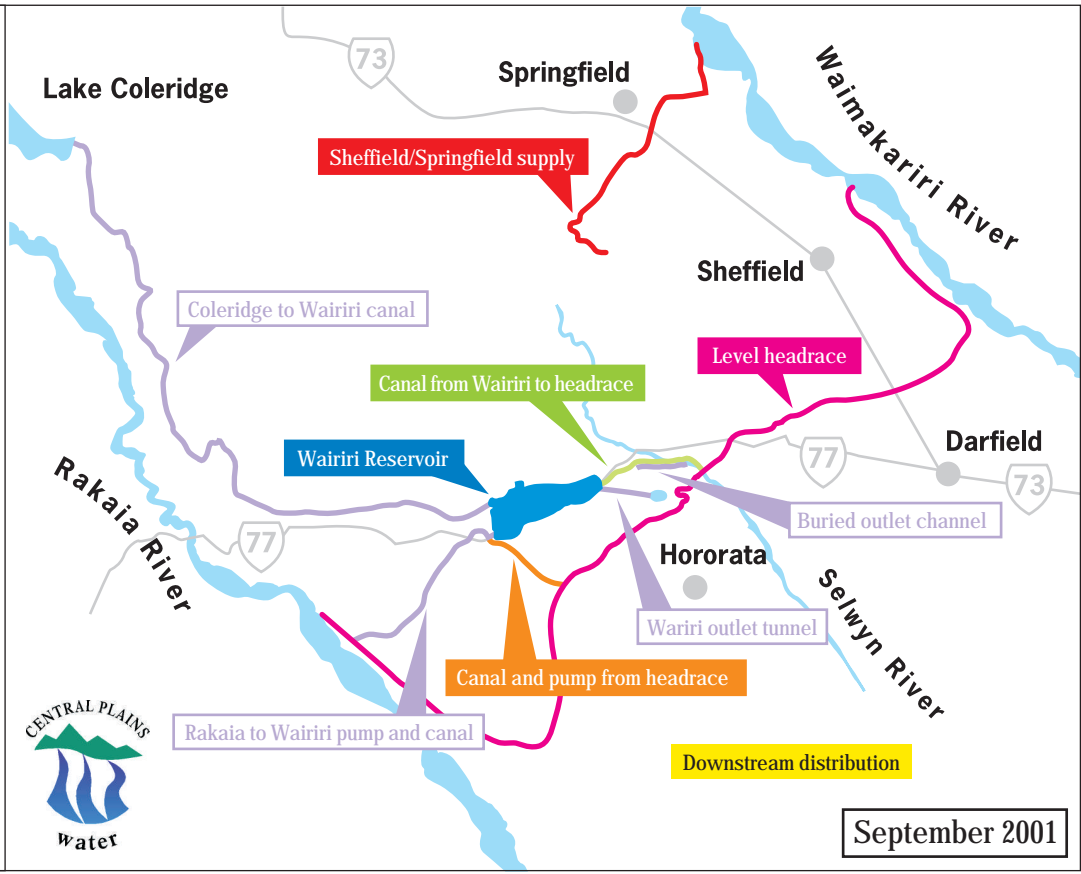 73
Springfield
Lake Coleridge
Waimakariri River
Sheffield/Springfield supply
Sheffield
Coleridge to Wairiri canal
Level headrace
Canal from Wairiri to headrace
Darfield
Wairiri Reservoir
77
73
Rakaia River
Buried outlet channel
77
Hororata
Selwyn River
Wariri outlet tunnel
Canal and pump from headrace
CENTRAL PLAINS
water
Rakaia to Wairiri pump and canal
Downstream distribution
September 2001